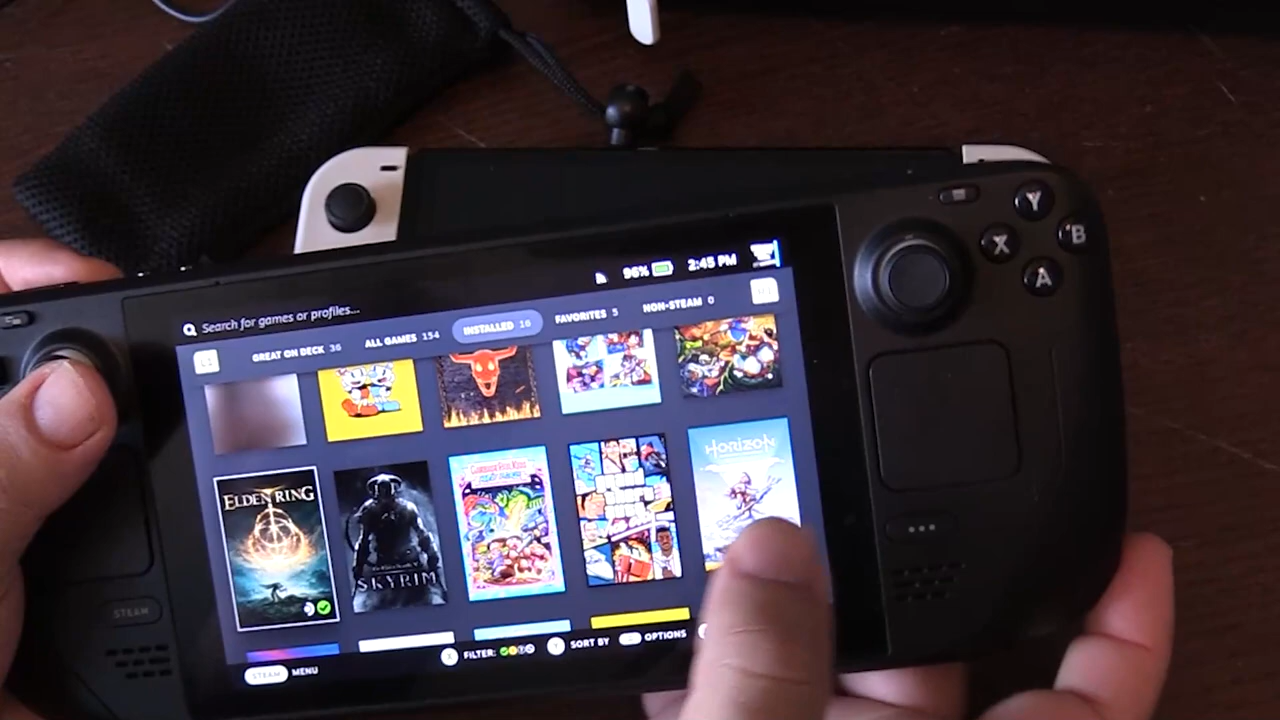 96% 2:45 PM
Search for games or profiles...
GREAT ON DECK 36 ALL GAMES 154 INSTALLED 16 FAVORITES 5 NON-STEAM 0
ELDEN RING
SKYRIM
HORIZON
STEAM MENU FILTER: SORT BY OPTIONS
STEAM
Y
X
B
A